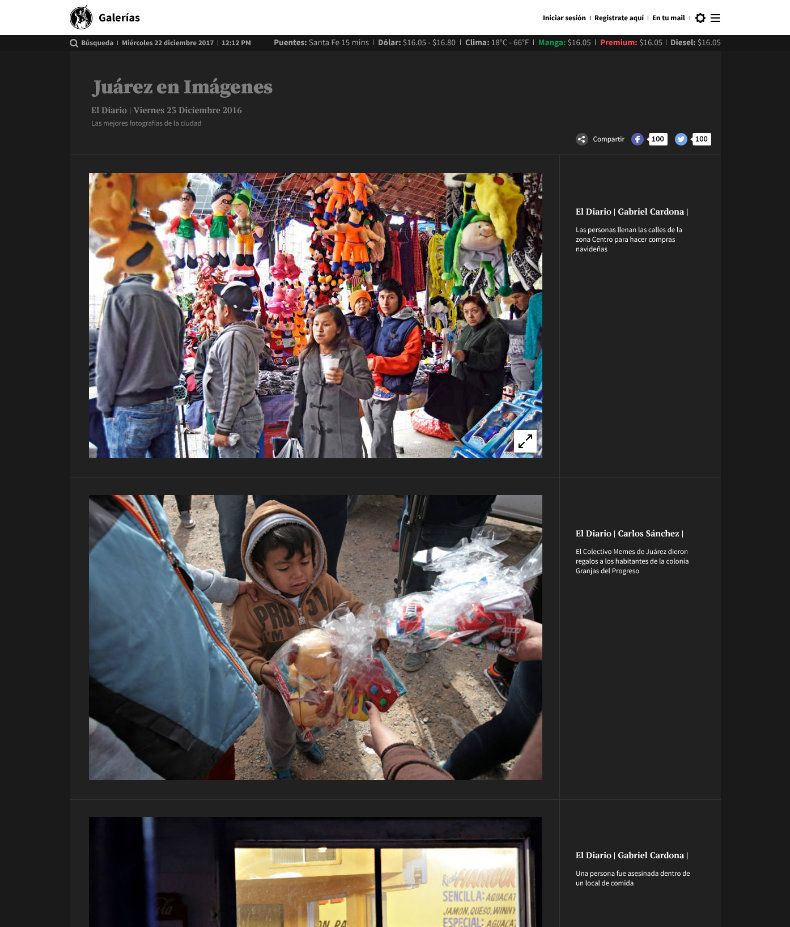 Galerías
Iniciar sesión | Regístrate aquí | En tu mail
Búsqueda | Miércoles 22 diciembre 2017 | 12:12 PM
Puentes: Santa Fe 15 mins | Dólar: $16.05 - $16.80 | Clima: 18°C - 66°F | Manga: $16.05 | Premium: $16.05 | Diesel: $16.05
Juárez en Imágenes
El Diario | Viernes 23 Diciembre 2016
Las mejores fotografías de la ciudad
Compartir 100 100
El Diario | Gabriel Cardona |
Las personas llenan las calles de la
zona Centro para hacer compras
navideñas
El Diario | Carlos Sánchez |
El Colectivo Memes de Juárez dieron
regalos a los habitantes de la colonia
Granjas del Progreso
PRO 51
El Diario | Gabriel Cardona |
Una persona fue asesinada dentro de
un local de comida
SENCILLA: AGUACAT
JAMON, QUESO, WINNY
ESPECIAL: AGUACAT